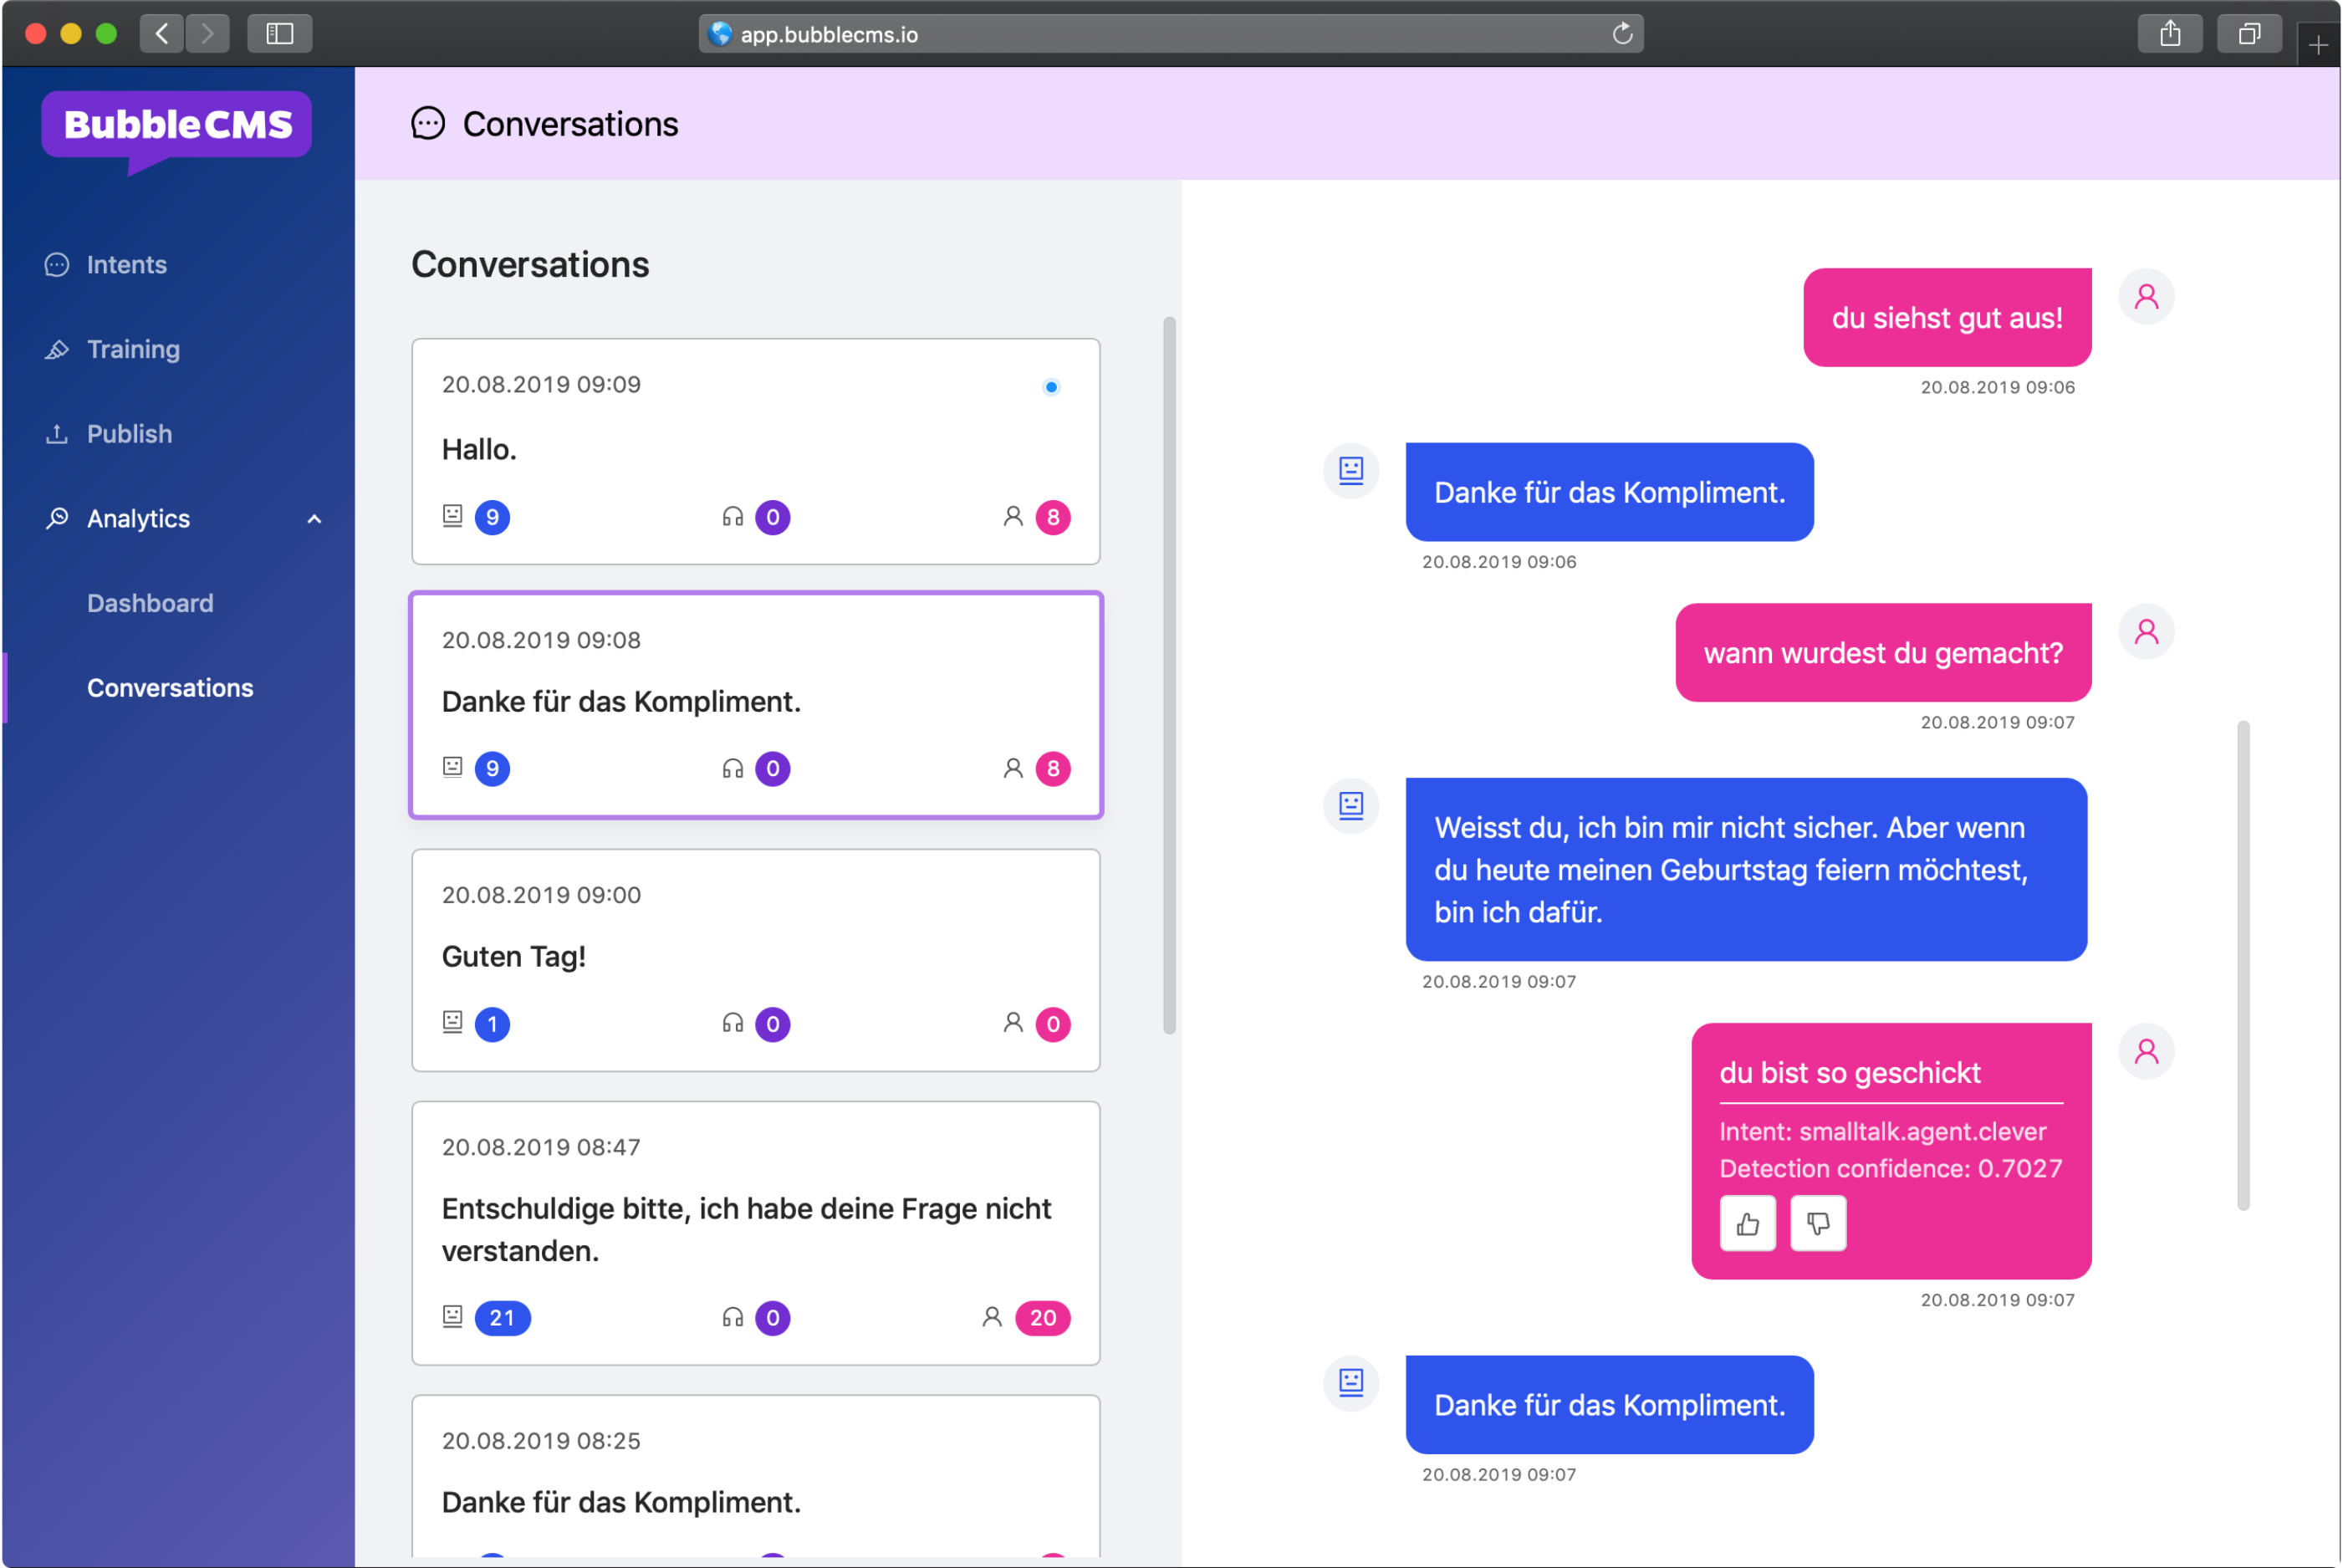 app.bubblecms.io
BubbleCMS
Intents
Training
Publish
Analytics
Dashboard
Conversations
Conversations
Conversations
20.08.2019 09:09
Hallo.
9 0 8
20.08.2019 09:08
Danke für das Kompliment.
9 0 8
20.08.2019 09:00
Guten Tag!
1 0 0
20.08.2019 08:47
Entschuldige bitte, ich habe deine Frage nicht
verstanden.
21 0 20
20.08.2019 08:25
Danke für das Kompliment.
du siehst gut aus!
20.08.2019 09:06
Danke für das Kompliment.
20.08.2019 09:06
wann wurdest du gemacht?
20.08.2019 09:07
Weisst du, ich bin mir nicht sicher. Aber wenn
du heute meinen Geburtstag feiern möchtest,
bin ich dafür.
20.08.2019 09:07
du bist so geschickt
Intent: smalltalk.agent.clever
Detection confidence: 0.7027
20.08.2019 09:07
Danke für das Kompliment.
20.08.2019 09:07